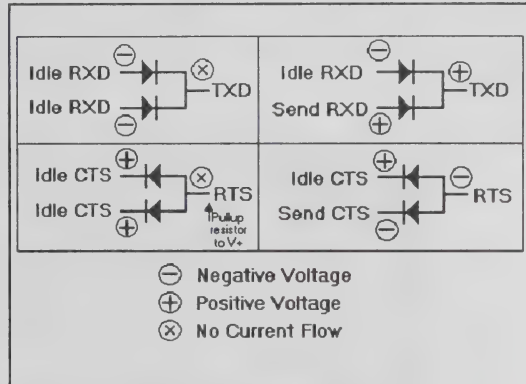 Idle RXD
TXD
Idle RXD
Idle RXD
TXD
Send RXD
Idle CTS
RTS
Idle CTS
Pullup
resistor
to V+
Idle CTS
RTS
Send CTS
Negative Voltage
Positive Voltage
No Current Flow